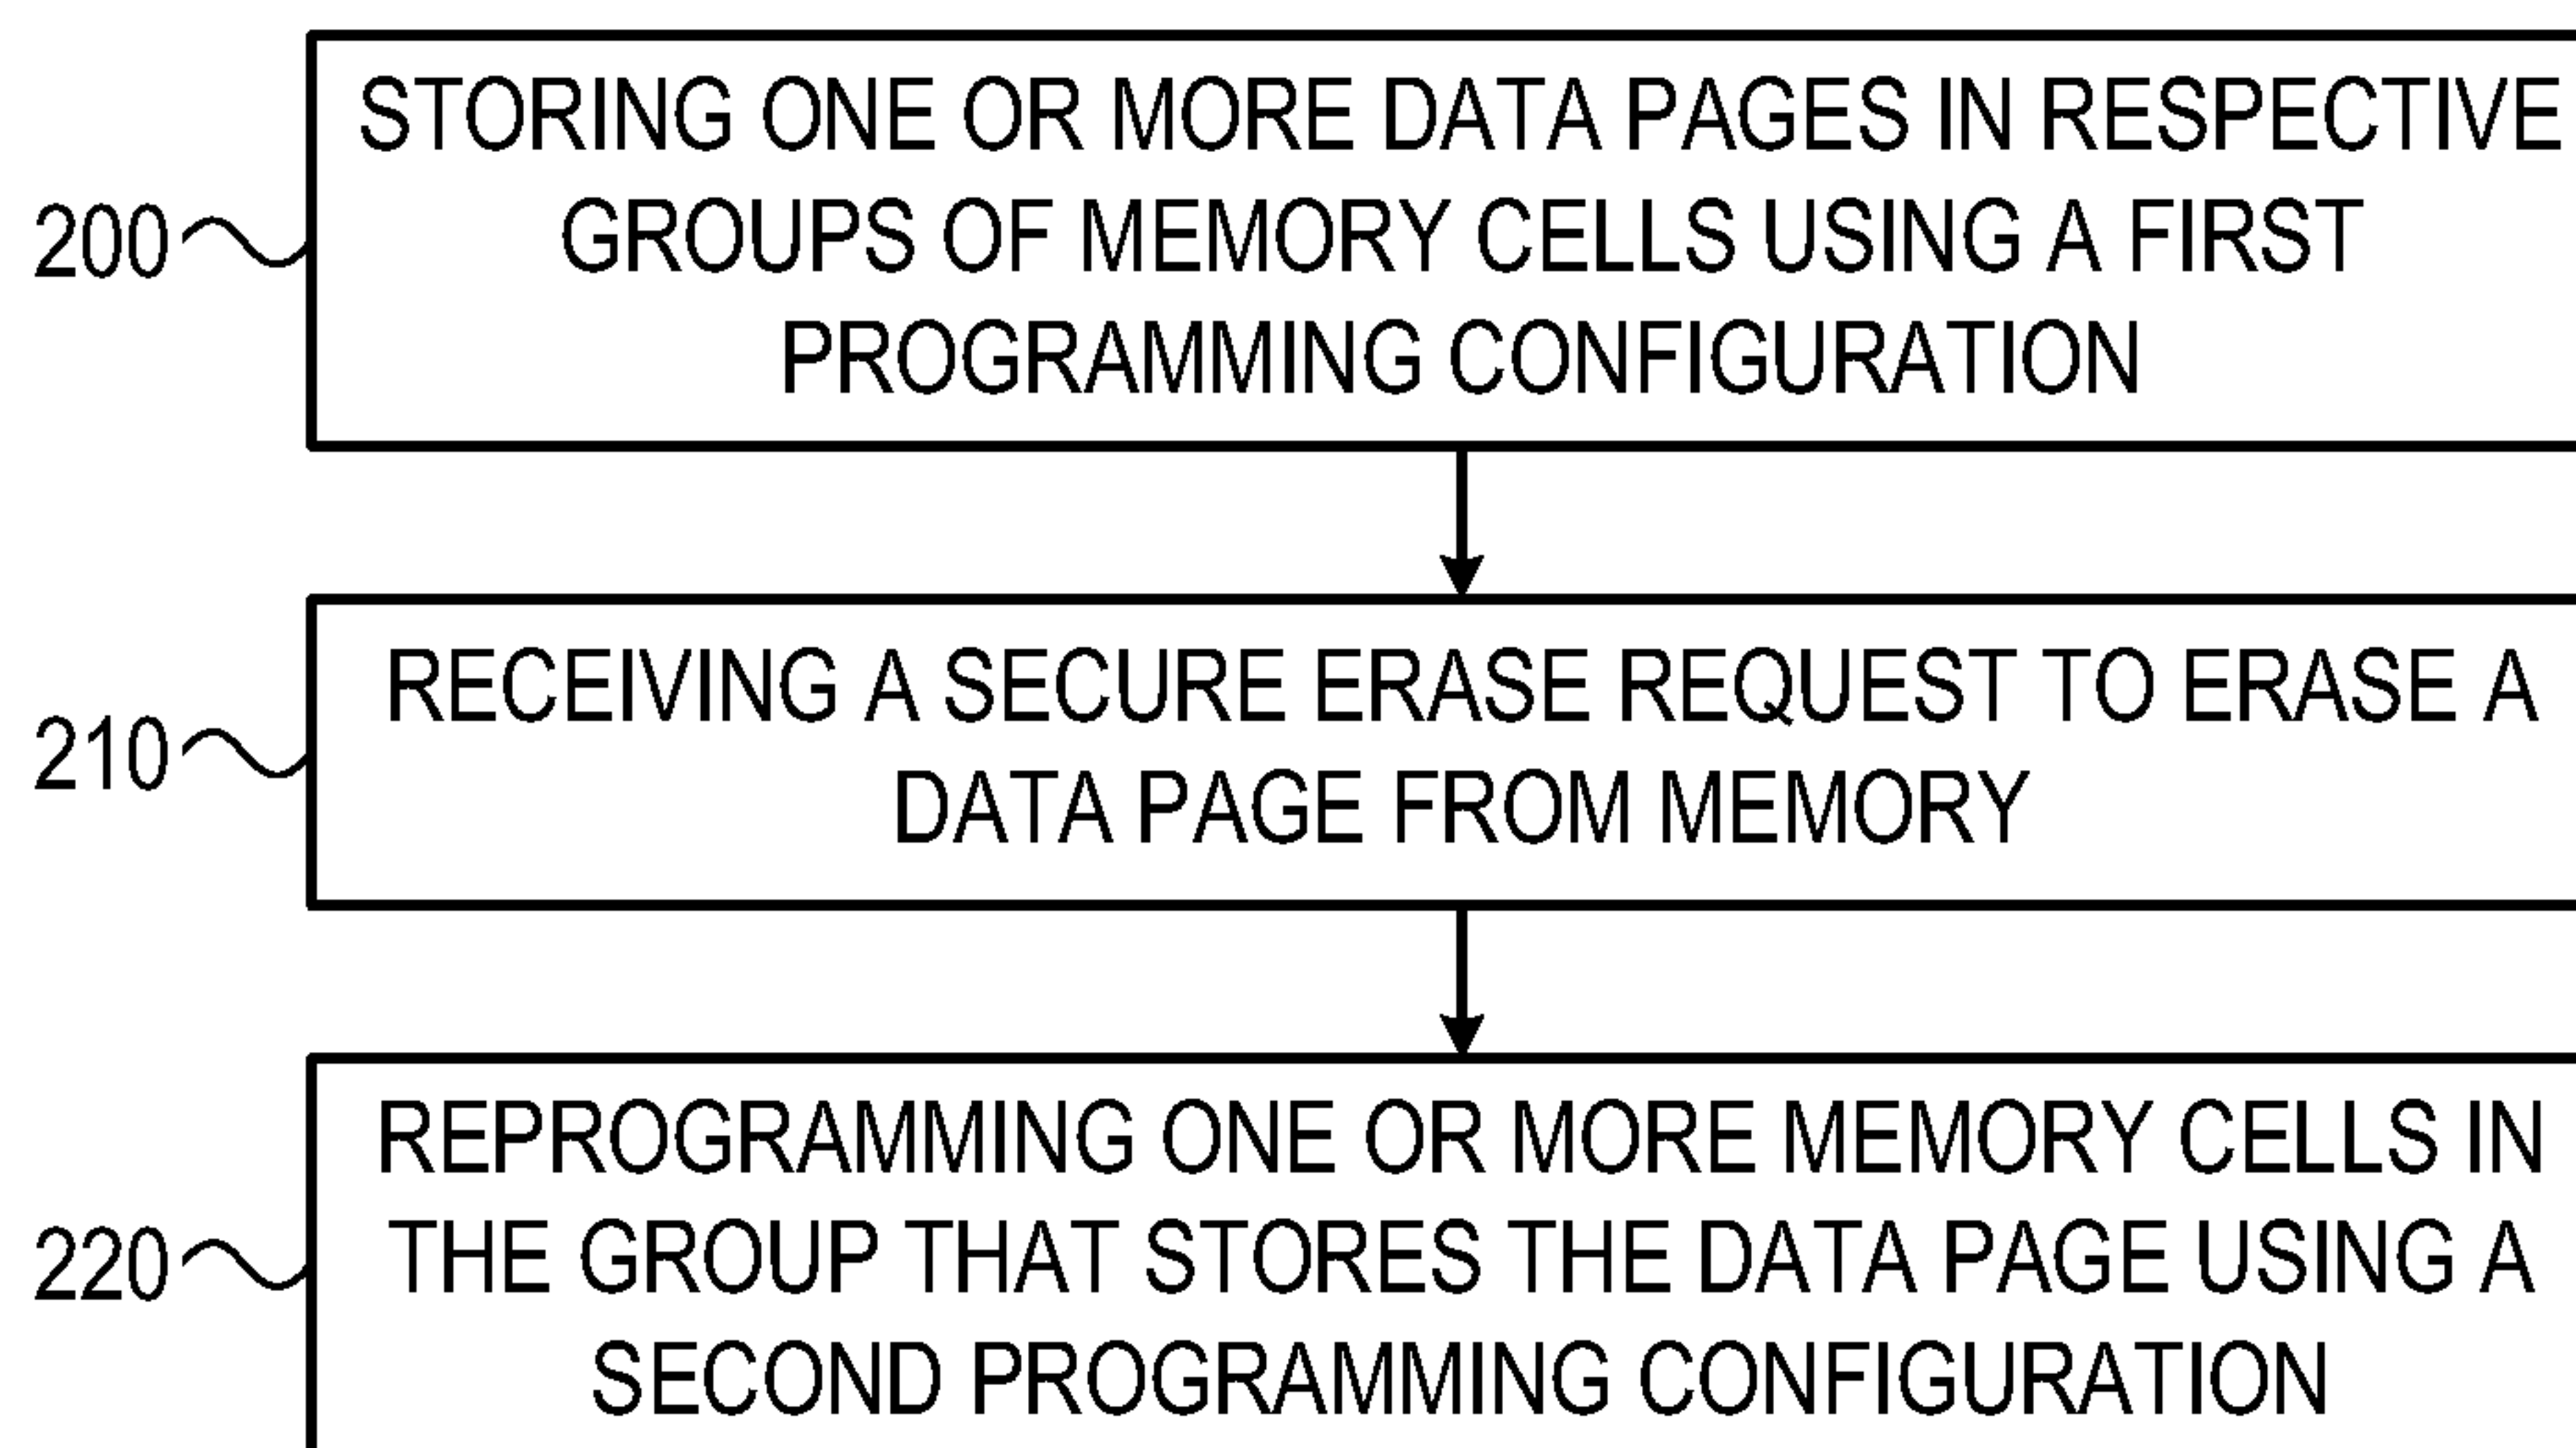 STORING ONE OR MORE DATA PAGES IN RESPECTIVE
200 GROUPS OF MEMORY CELLS USING A FIRST
PROGRAMMING CONFIGURATION
RECEIVING A SECURE ERASE REQUEST TO ERASE A
210 DATA PAGE FROM MEMORY
REPROGRAMMING ONE OR MORE MEMORY CELLS IN
220 THE GROUP THAT STORES THE DATA PAGE USING A
SECOND PROGRAMMING CONFIGURATION